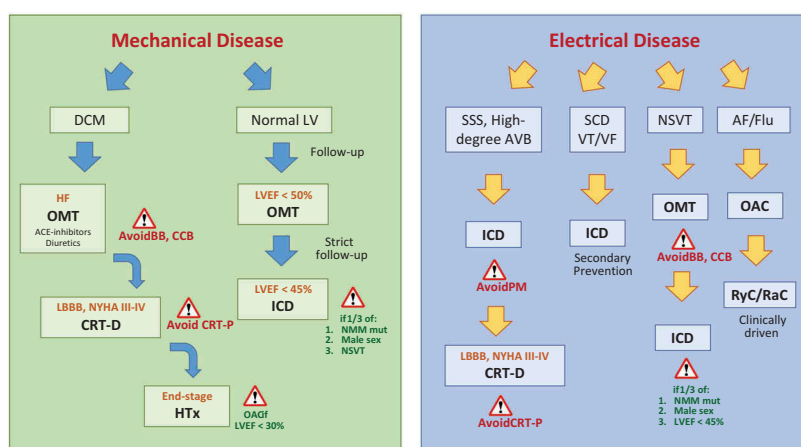 Mechanical Disease
DCM
Normal LV
Follow-up
HF
OMT
ACE-inhibitors
Diuretics
AvoidBB, CCB
LVEF < 50%
OMT
Strict
follow-up
LBBB, NYHA III-IV
CRT-D
Avoid CRT-P
LVEF < 45%
ICD
if1/3 of:
1. NMM mut
2. Male sex
3. NSVT
End-stage
HTx
OAGif
LVEF < 30%
Electrical Disease
SSS, High-
degree AVB
SCD
VT/VF
NSVT
AF/Flu
ICD
AvoidPM
ICD
Secondary
Prevention
OMT
AvoidBB, CCB
OAC
RyC/RaC
Clinically
driven
LBBB, NYHA III-IV
CRT-D
AvoidCRT-P
ICD
if1/3 of:
1. NMM mut
2. Male sex
3. LVEF < 45%